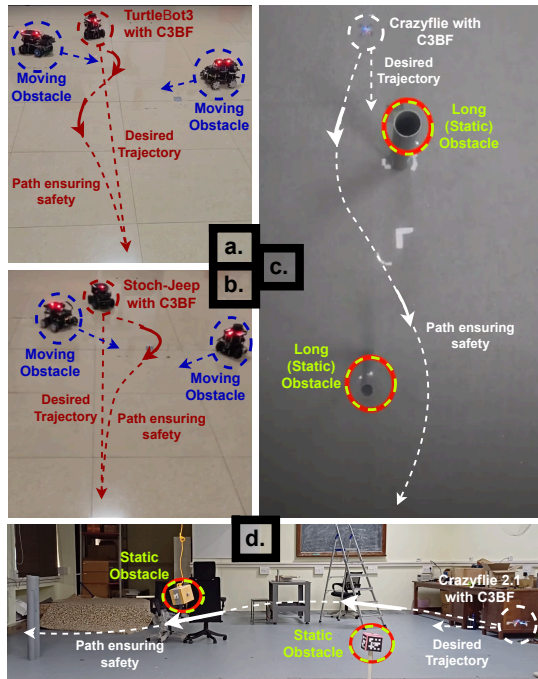 TurtleBot3
with C3BF
Moving
Obstacle
Moving
Obstacle
Desired
Trajectory
Path ensuring
safety
a.
b.
c.
Stoch-Jeep
with C3BF
Moving
Obstacle
Moving
Obstacle
Desired
Trajectory
Path ensuring
safety
Crazyflie with
C3BF
Desired
Trajectory
Long
(Static)
Obstacle
Path ensuring
safety
Long
(Static)
Obstacle
d.
Static
Obstacle
Crazyflie 2.1
with C3BF
Path ensuring
safety
Static
Obstacle
Desired
Trajectory